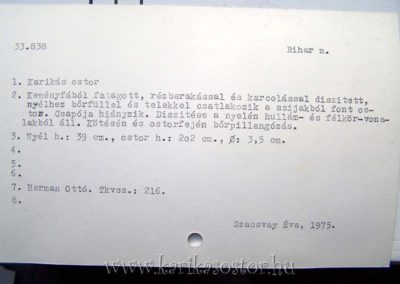 33.838
Bihar m.
1. Karikás ostor
2. Keményfából faragott, rézberakással és karcolással díszített,
nyélhez bőrfüllel és telekkel csatlakozik a szíjakból font os-
tor. Csapója hiányzik. Díszítése a nyelén hullám- és félkör-vona-
lakból áll. Kötésén és ostorfején bőrpillangózás.
3. Nyél h.: 39 cm., ostor h.: 2o2 cm., Ø: 3,5 cm.
4.
5.
6.
7. Herman Ottó. Tkvsz.: 216.
8.
Szacsvay Éva, 1975.
www.karikasostor.hu